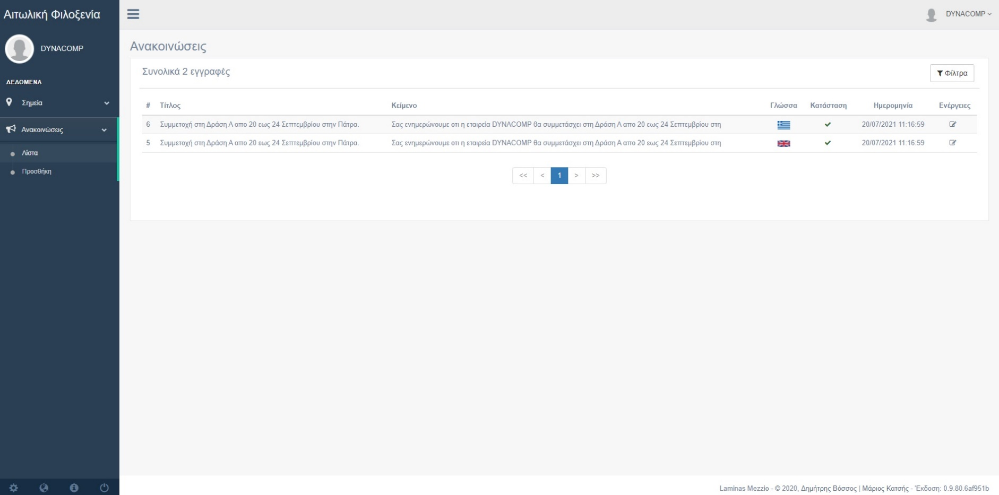 Αιτωλική Φιλοξενία
DYNACOMP
DYNACOMP
ΔΕΔΟΜΕΝΑ
Σημεία
Ανακοινώσεις
Λίστα
Προσθήκη
Ανακοινώσεις
Συνολικά 2 εγγραφές
Φίλτρα
# Τίτλος Κείμενο Γλώσσα Κατάσταση Ημερομηνία Ενέργειες
6 Συμμετοχή στη Δράση Α απο 20 εως 24 Σεπτεμβρίου στην Πάτρα. Σας ενημερώνουμε οτι η εταιρεία DYNACOMP θα συμμετάσχει στη Δράση Α απο 20 εως 24 Σεπτεμβρίου στη 20/07/2021 11:16:59
5 Συμμετοχή στη Δράση Α απο 20 εως 24 Σεπτεμβρίου στην Πάτρα. Σας ενημερώνουμε οτι η εταιρεία DYNACOMP θα συμμετάσχει στη Δράση Α απο 20 εως 24 Σεπτεμβρίου στη 20/07/2021 11:16:59
<< < 1 > >>
Laminas Mezzio - © 2020, Δημήτρης Βόσσος | Μάριος Κατσής - Έκδοση: 0.9.80.6af951b